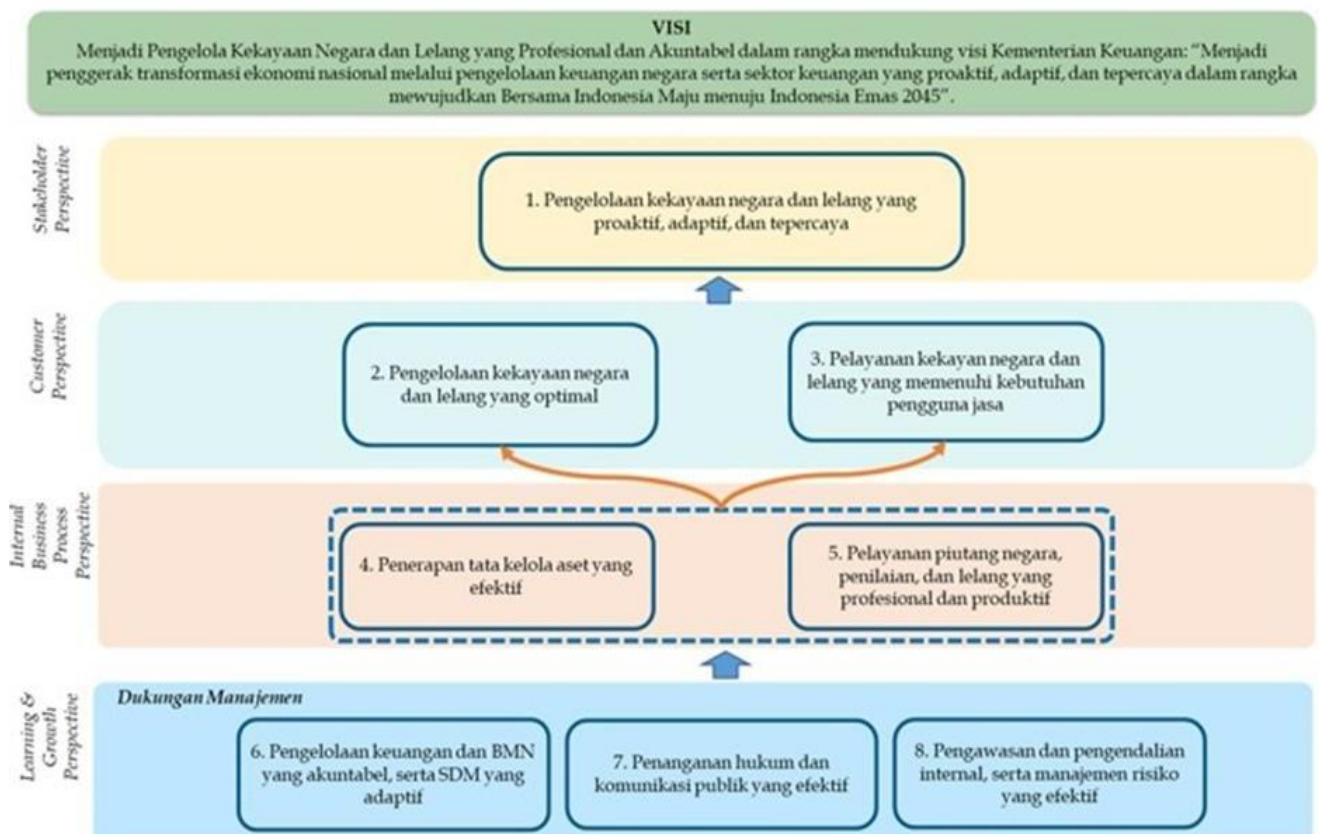 VISI
Menjadi Pengelola Kekayaan Negara dan Lelang yang Profesional dan Akuntabel dalam rangka mendukung visi Kementerian Keuangan: “Menjadi
penggerak transformasi ekonomi nasional melalui pengelolaan keuangan negara serta sektor keuangan yang proaktif, adaptif, dan tepercaya dalam rangka
mewujudkan Bersama Indonesia Maju menuju Indonesia Emas 2045”.
Stakeholder
Perspective
1. Pengelolaan kekayaan negara dan lelang yang
proaktif, adaptif, dan tepercaya
Customer
Perspective
2. Pengelolaan kekayaan negara
dan lelang yang optimal
3. Pelayanan kekayan negara dan
lelang yang memenuhi kebutuhan
pengguna jasa
Internal
Business
Process
Perspective
4. Penerapan tata kelola aset yang
efektif
5. Pelayanan piutang negara,
penilaian, dan lelang yang
profesional dan produktif
Learning &
Growth
Perspective
Dukungan Manajemen
6. Pengelolaan keuangan dan BMN
yang akuntabel, serta SDM yang
adaptif
7. Penanganan hukum dan
komunikasi publik yang efektif
8. Pengawasan dan pengendalian
internal, serta manajemen risiko
yang efektif